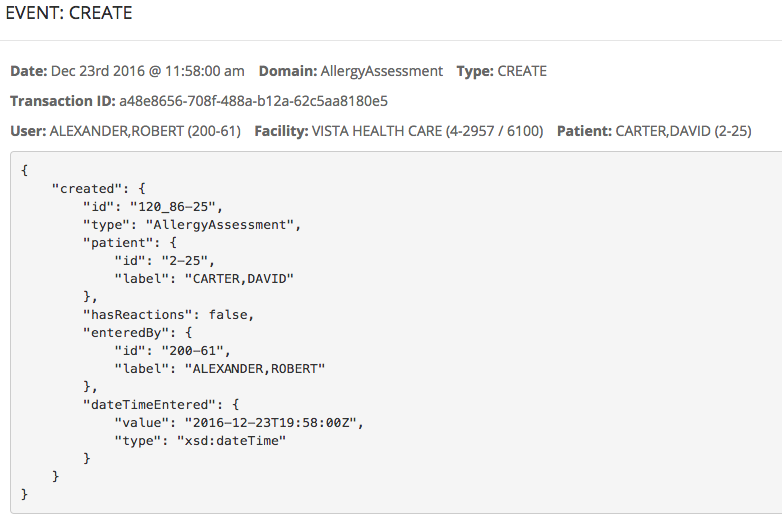 EVENT: CREATE
Date: Dec 23rd 2016 @ 11:58:00 am Domain: AllergyAssessment Type: CREATE
Transaction ID: a48e8656-708f-488a-b12a-62c5aa8180e5
User: ALEXANDER,ROBERT (200-61) Facility: VISTA HEALTH CARE (4-2957 / 6100) Patient: CARTER,DAVID (2-25)
{
    "created": {
        "id": "120_86-25",
        "type": "AllergyAssessment",
        "patient": {
            "id": "2-25",
            "label": "CARTER,DAVID"
        },
        "hasReactions": false,
        "enteredBy": {
            "id": "200-61",
            "label": "ALEXANDER,ROBERT"
        },
        "dateTimeEntered": {
            "value": "2016-12-23T19:58:00Z",
            "type": "xsd:dateTime"
        }
    }
}